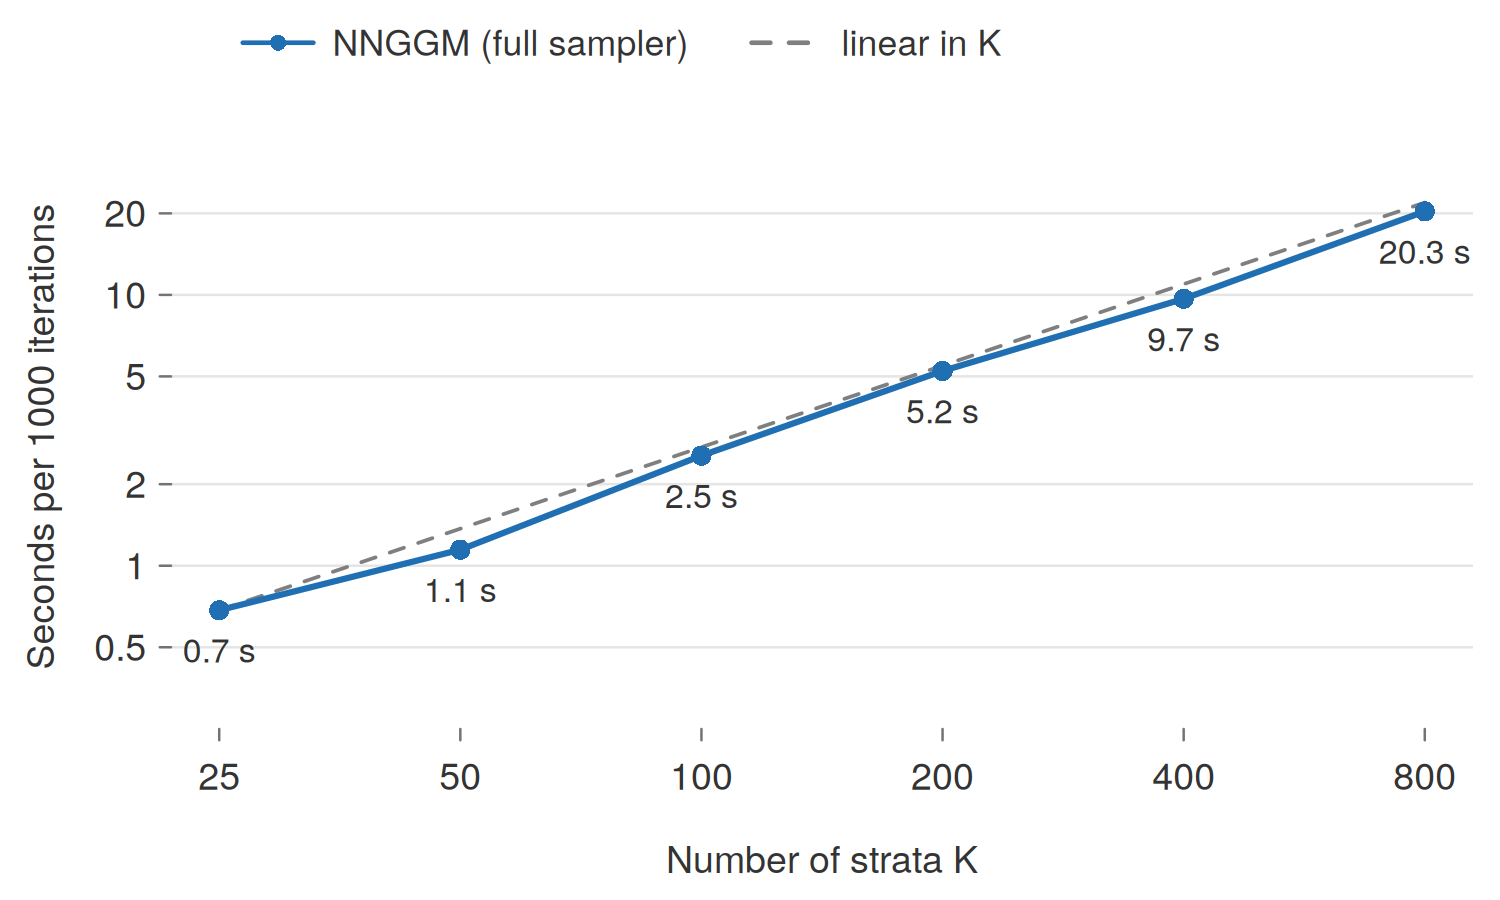 NNGGM (full sampler)
linear in K
Seconds per 1000 iterations
20
10
5
2
1
0.5
0.7 s
1.1 s
2.5 s
5.2 s
9.7 s
20.3 s
25
50
100
200
400
800
Number of strata K